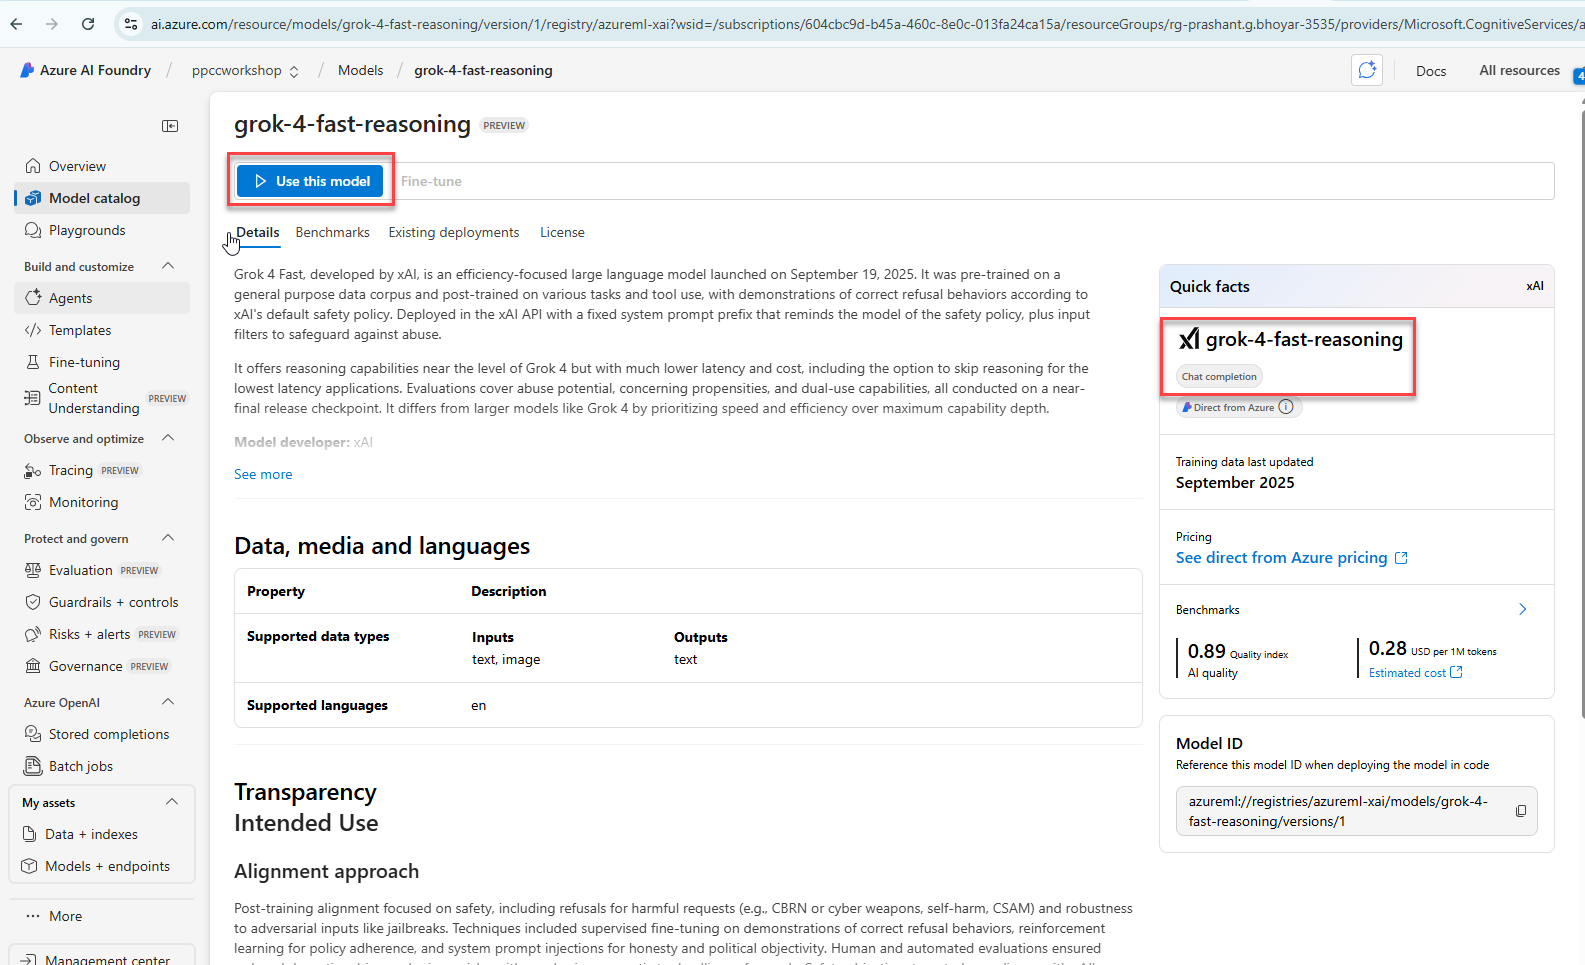 ai.azure.com/resource/models/grok-4-fast-reasoning/version/1/registry/azureml-xai?wsid=/subscriptions/604cbc9d-b45a-460c-8e0c-013fa24ca15a/resourceGroups/rg-prashant.g.bhoyar-3535/providers/Microsoft.CognitiveServices/a
Azure AI Foundry / ppccworkshop / Models / grok-4-fast-reasoning
Docs
All resources
4
Overview
Model catalog
Playgrounds
Build and customize
Agents
Templates
Fine-tuning
Content
Understanding PREVIEW
Observe and optimize
Tracing PREVIEW
Monitoring
Protect and govern
Evaluation PREVIEW
Guardrails + controls
Risks + alerts PREVIEW
Governance PREVIEW
Azure OpenAI
Stored completions
Batch jobs
My assets
Data + indexes
Models + endpoints
More
Management center
grok-4-fast-reasoning PREVIEW
Use this model
Fine-tune
Details
Benchmarks
Existing deployments
License
Grok 4 Fast, developed by xAI, is an efficiency-focused large language model launched on September 19, 2025. It was pre-trained on a
general purpose data corpus and post-trained on various tasks and tool use, with demonstrations of correct refusal behaviors according to
xAI's default safety policy. Deployed in the xAI API with a fixed system prompt prefix that reminds the model of the safety policy, plus input
filters to safeguard against abuse.
It offers reasoning capabilities near the level of Grok 4 but with much lower latency and cost, including the option to skip reasoning for the
lowest latency applications. Evaluations cover abuse potential, concerning propensities, and dual-use capabilities, all conducted on a near-
final release checkpoint. It differs from larger models like Grok 4 by prioritizing speed and efficiency over maximum capability depth.
Model developer: xAI
See more
Data, media and languages
Property Description
Supported data types
Inputs Outputs
text, image text
Supported languages en
Transparency
Intended Use
Alignment approach
Post-training alignment focused on safety, including refusals for harmful requests (e.g., CBRN or cyber weapons, self-harm, CSAM) and robustness
to adversarial inputs like jailbreaks. Techniques included supervised fine-tuning on demonstrations of correct refusal behaviors, reinforcement
learning for policy adherence, and system prompt injections for honesty and political objectivity. Human and automated evaluations ensured
Quick facts xAI
grok-4-fast-reasoning
Chat completion
Direct from Azure
Training data last updated
September 2025
Pricing
See direct from Azure pricing
Benchmarks
0.89 Quality index
AI quality
0.28 USD per 1M tokens
Estimated cost
Model ID
Reference this model ID when deploying the model in code
azureml://registries/azureml-xai/models/grok-4-
fast-reasoning/versions/1